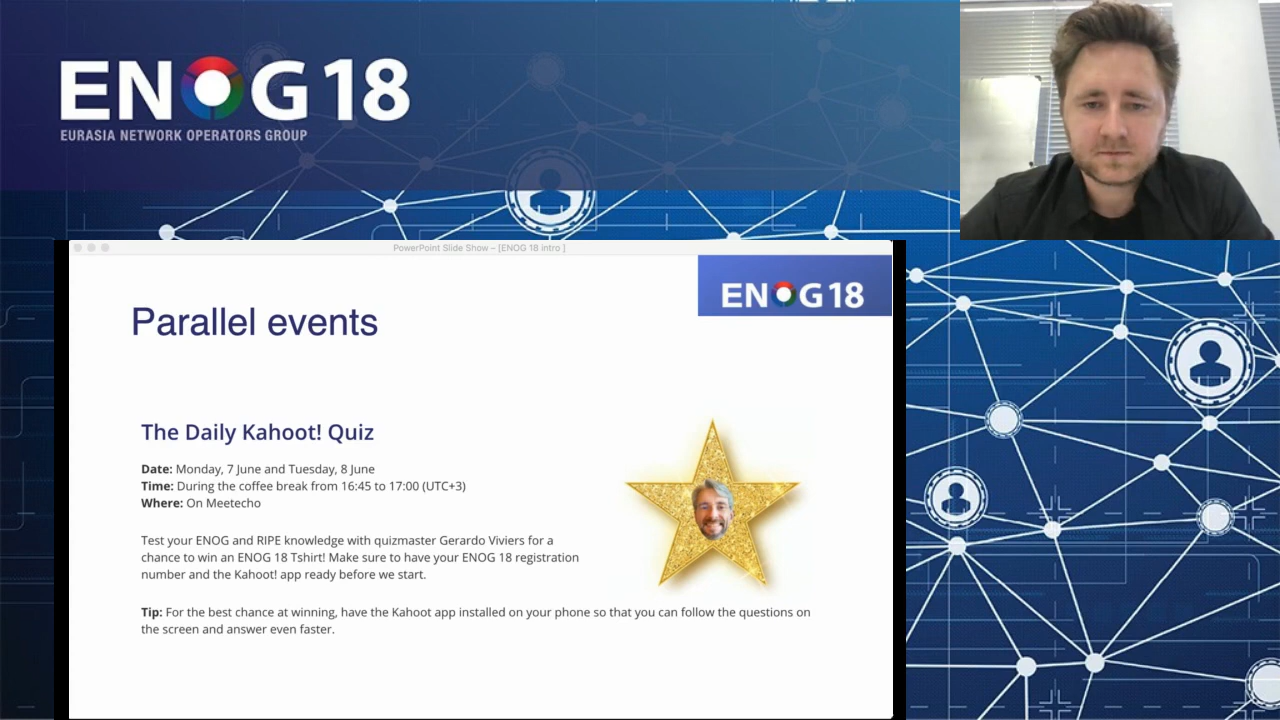 ENOG18
EURASIA NETWORK OPERATORS GROUP
PowerPoint Slide Show – [ENOG 18 intro ]
ENOG18
Parallel events
The Daily Kahoot! Quiz
Date: Monday, 7 June and Tuesday, 8 June
Time: During the coffee break from 16:45 to 17:00 (UTC+3)
Where: On Meetecho
Test your ENOG and RIPE knowledge with quizmaster Gerardo Viviers for a
chance to win an ENOG 18 Tshirt! Make sure to have your ENOG 18 registration
number and the Kahoot! app ready before we start.
Tip: For the best chance at winning, have the Kahoot app installed on your phone so that you can follow the questions on
the screen and answer even faster.